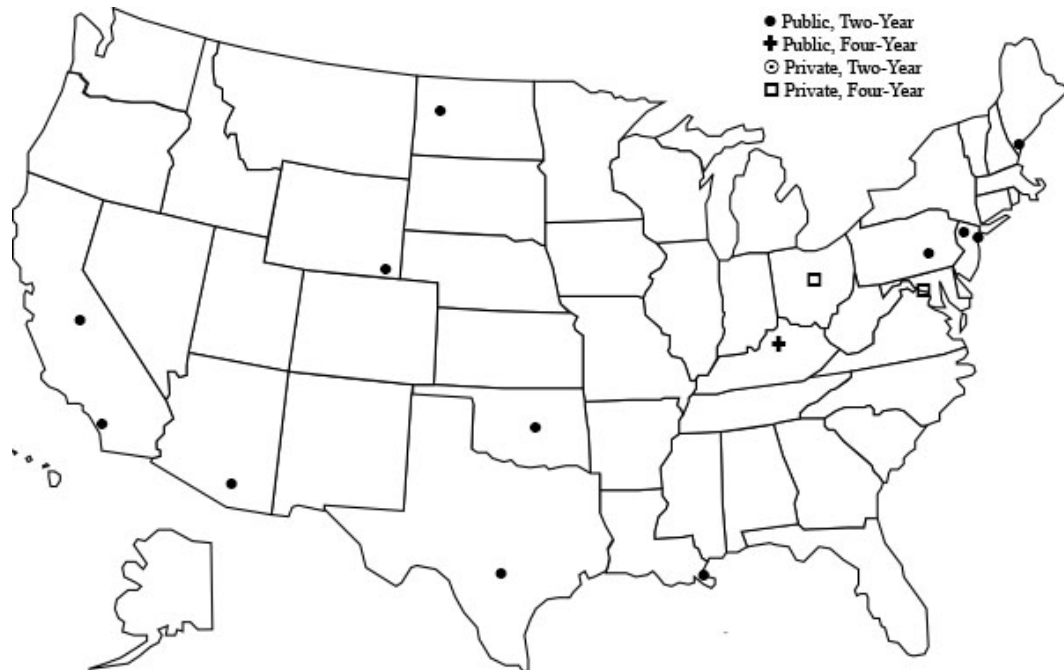 Public, Two-Year
Public, Four-Year
Private, Two-Year
Private, Four-Year